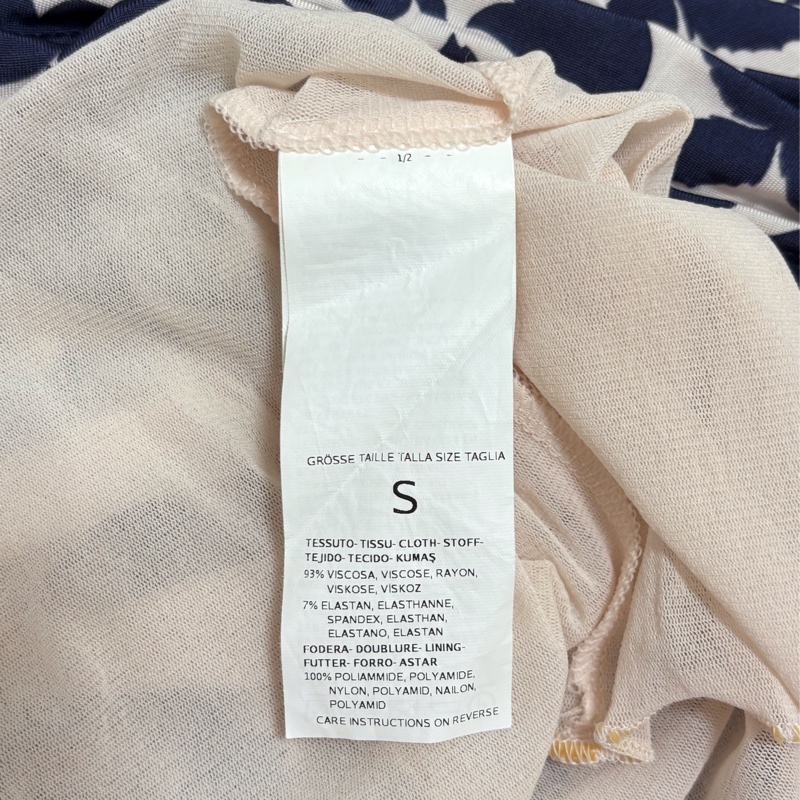 - - 1/2 - -
GRÖSSE TAILLE TALLA SIZE TAGLIA
S
TESSUTO- TISSU- CLOTH- STOFF-
TEJIDO- TECIDO- KUMAŞ
93% VISCOSA, VISCOSE, RAYON,
VISKOSE, VİSKOZ
7% ELASTAN, ELASTHANNE,
SPANDEX, ELASTHAN,
ELASTANO, ELASTAN
FODERA- DOUBLURE- LINING-
FUTTER- FORRO- ASTAR
100% POLIAMMIDE, POLYAMIDE,
NYLON, POLYAMID, NAILON,
POLYAMID
CARE INSTRUCTIONS ON REVERSE